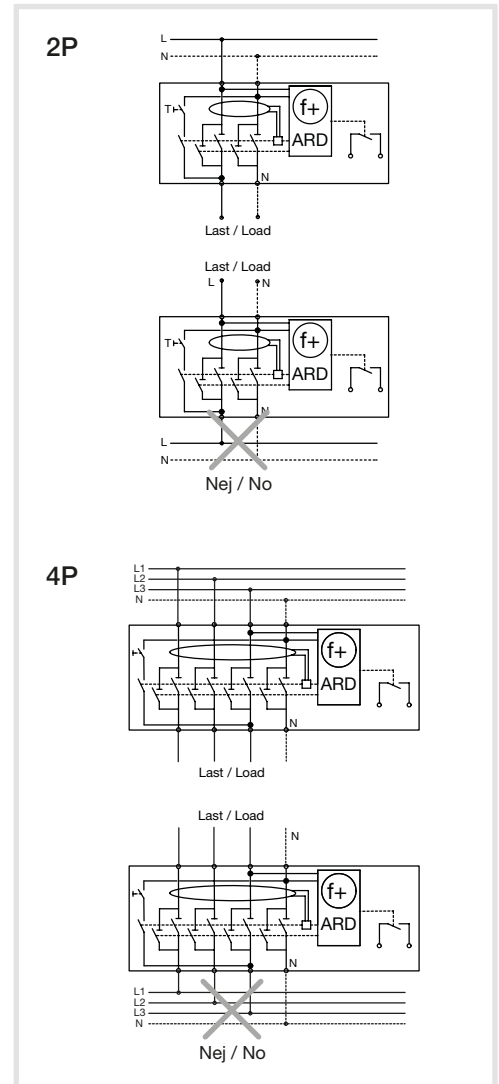 2P
L
N
f+
T
ARD
N
Last / Load
Last / Load
L N
f+
T
ARD
N
L
N
Nej / No
4P
L1
L2
L3
N
f+
ARD
N
Last / Load
Last / Load
N
f+
ARD
N
L1
L2
L3
N
Nej / No